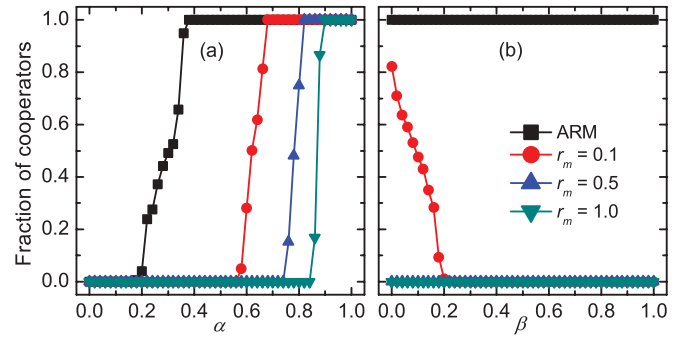 Fraction of cooperators
1.0
0.8
0.6
0.4
0.2
0.0
(a)
(b)
ARM
r_m = 0.1
r_m = 0.5
r_m = 1.0
0.0 0.2 0.4 0.6 0.8 1.0
0.0 0.2 0.4 0.6 0.8 1.0
α
β